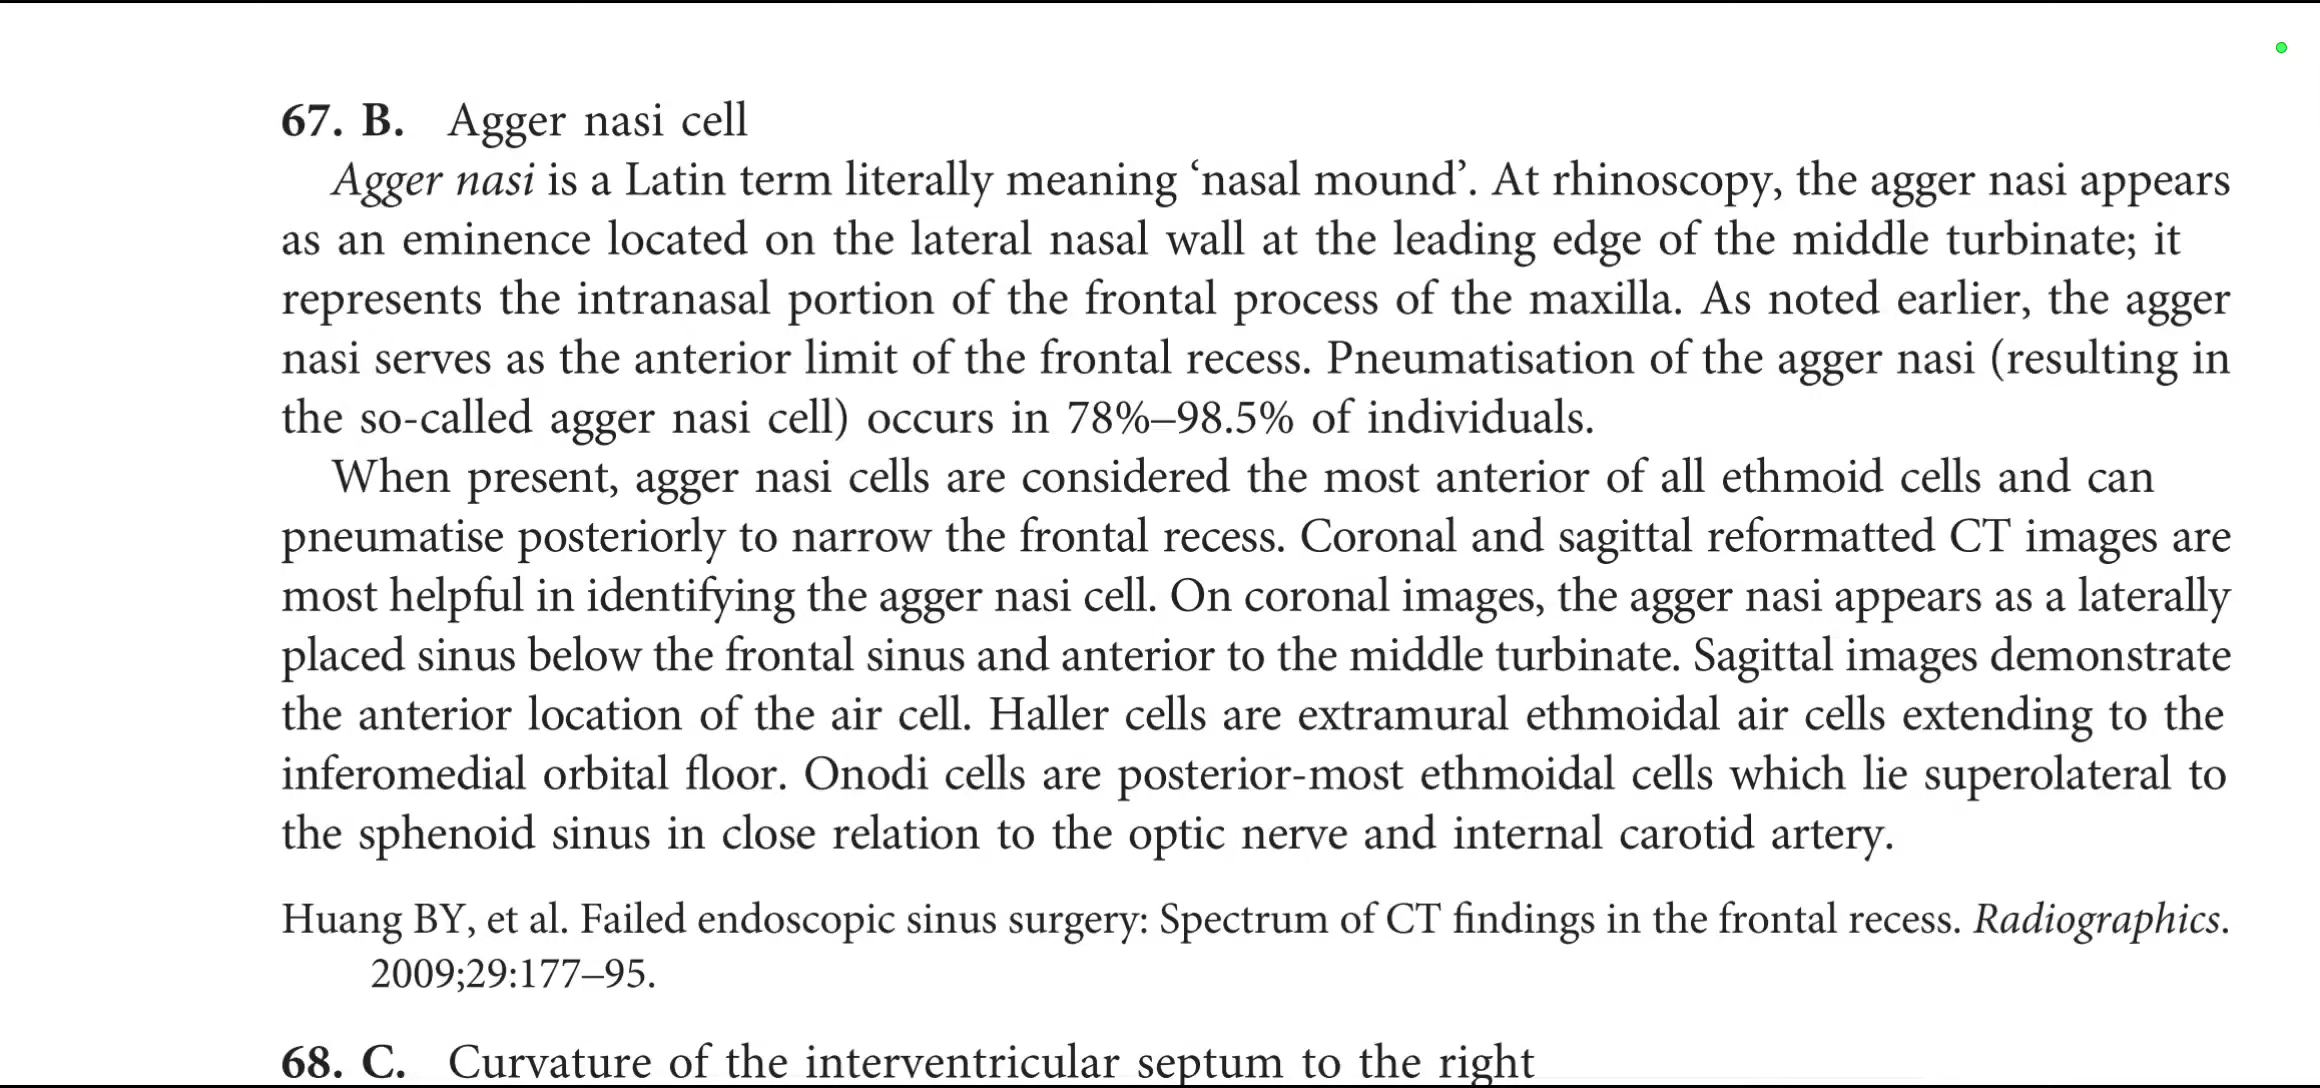 67. B. Agger nasi cell
Agger nasi is a Latin term literally meaning ‘nasal mound’. At rhinoscopy, the agger nasi appears
as an eminence located on the lateral nasal wall at the leading edge of the middle turbinate; it
represents the intranasal portion of the frontal process of the maxilla. As noted earlier, the agger
nasi serves as the anterior limit of the frontal recess. Pneumatisation of the agger nasi (resulting in
the so-called agger nasi cell) occurs in 78%–98.5% of individuals.
When present, agger nasi cells are considered the most anterior of all ethmoid cells and can
pneumatise posteriorly to narrow the frontal recess. Coronal and sagittal reformatted CT images are
most helpful in identifying the agger nasi cell. On coronal images, the agger nasi appears as a laterally
placed sinus below the frontal sinus and anterior to the middle turbinate. Sagittal images demonstrate
the anterior location of the air cell. Haller cells are extramural ethmoidal air cells extending to the
inferomedial orbital floor. Onodi cells are posterior-most ethmoidal cells which lie superolateral to
the sphenoid sinus in close relation to the optic nerve and internal carotid artery.
Huang BY, et al. Failed endoscopic sinus surgery: Spectrum of CT findings in the frontal recess. Radiographics.
2009;29:177–95.
68. C. Curvature of the interventricular septum to the right